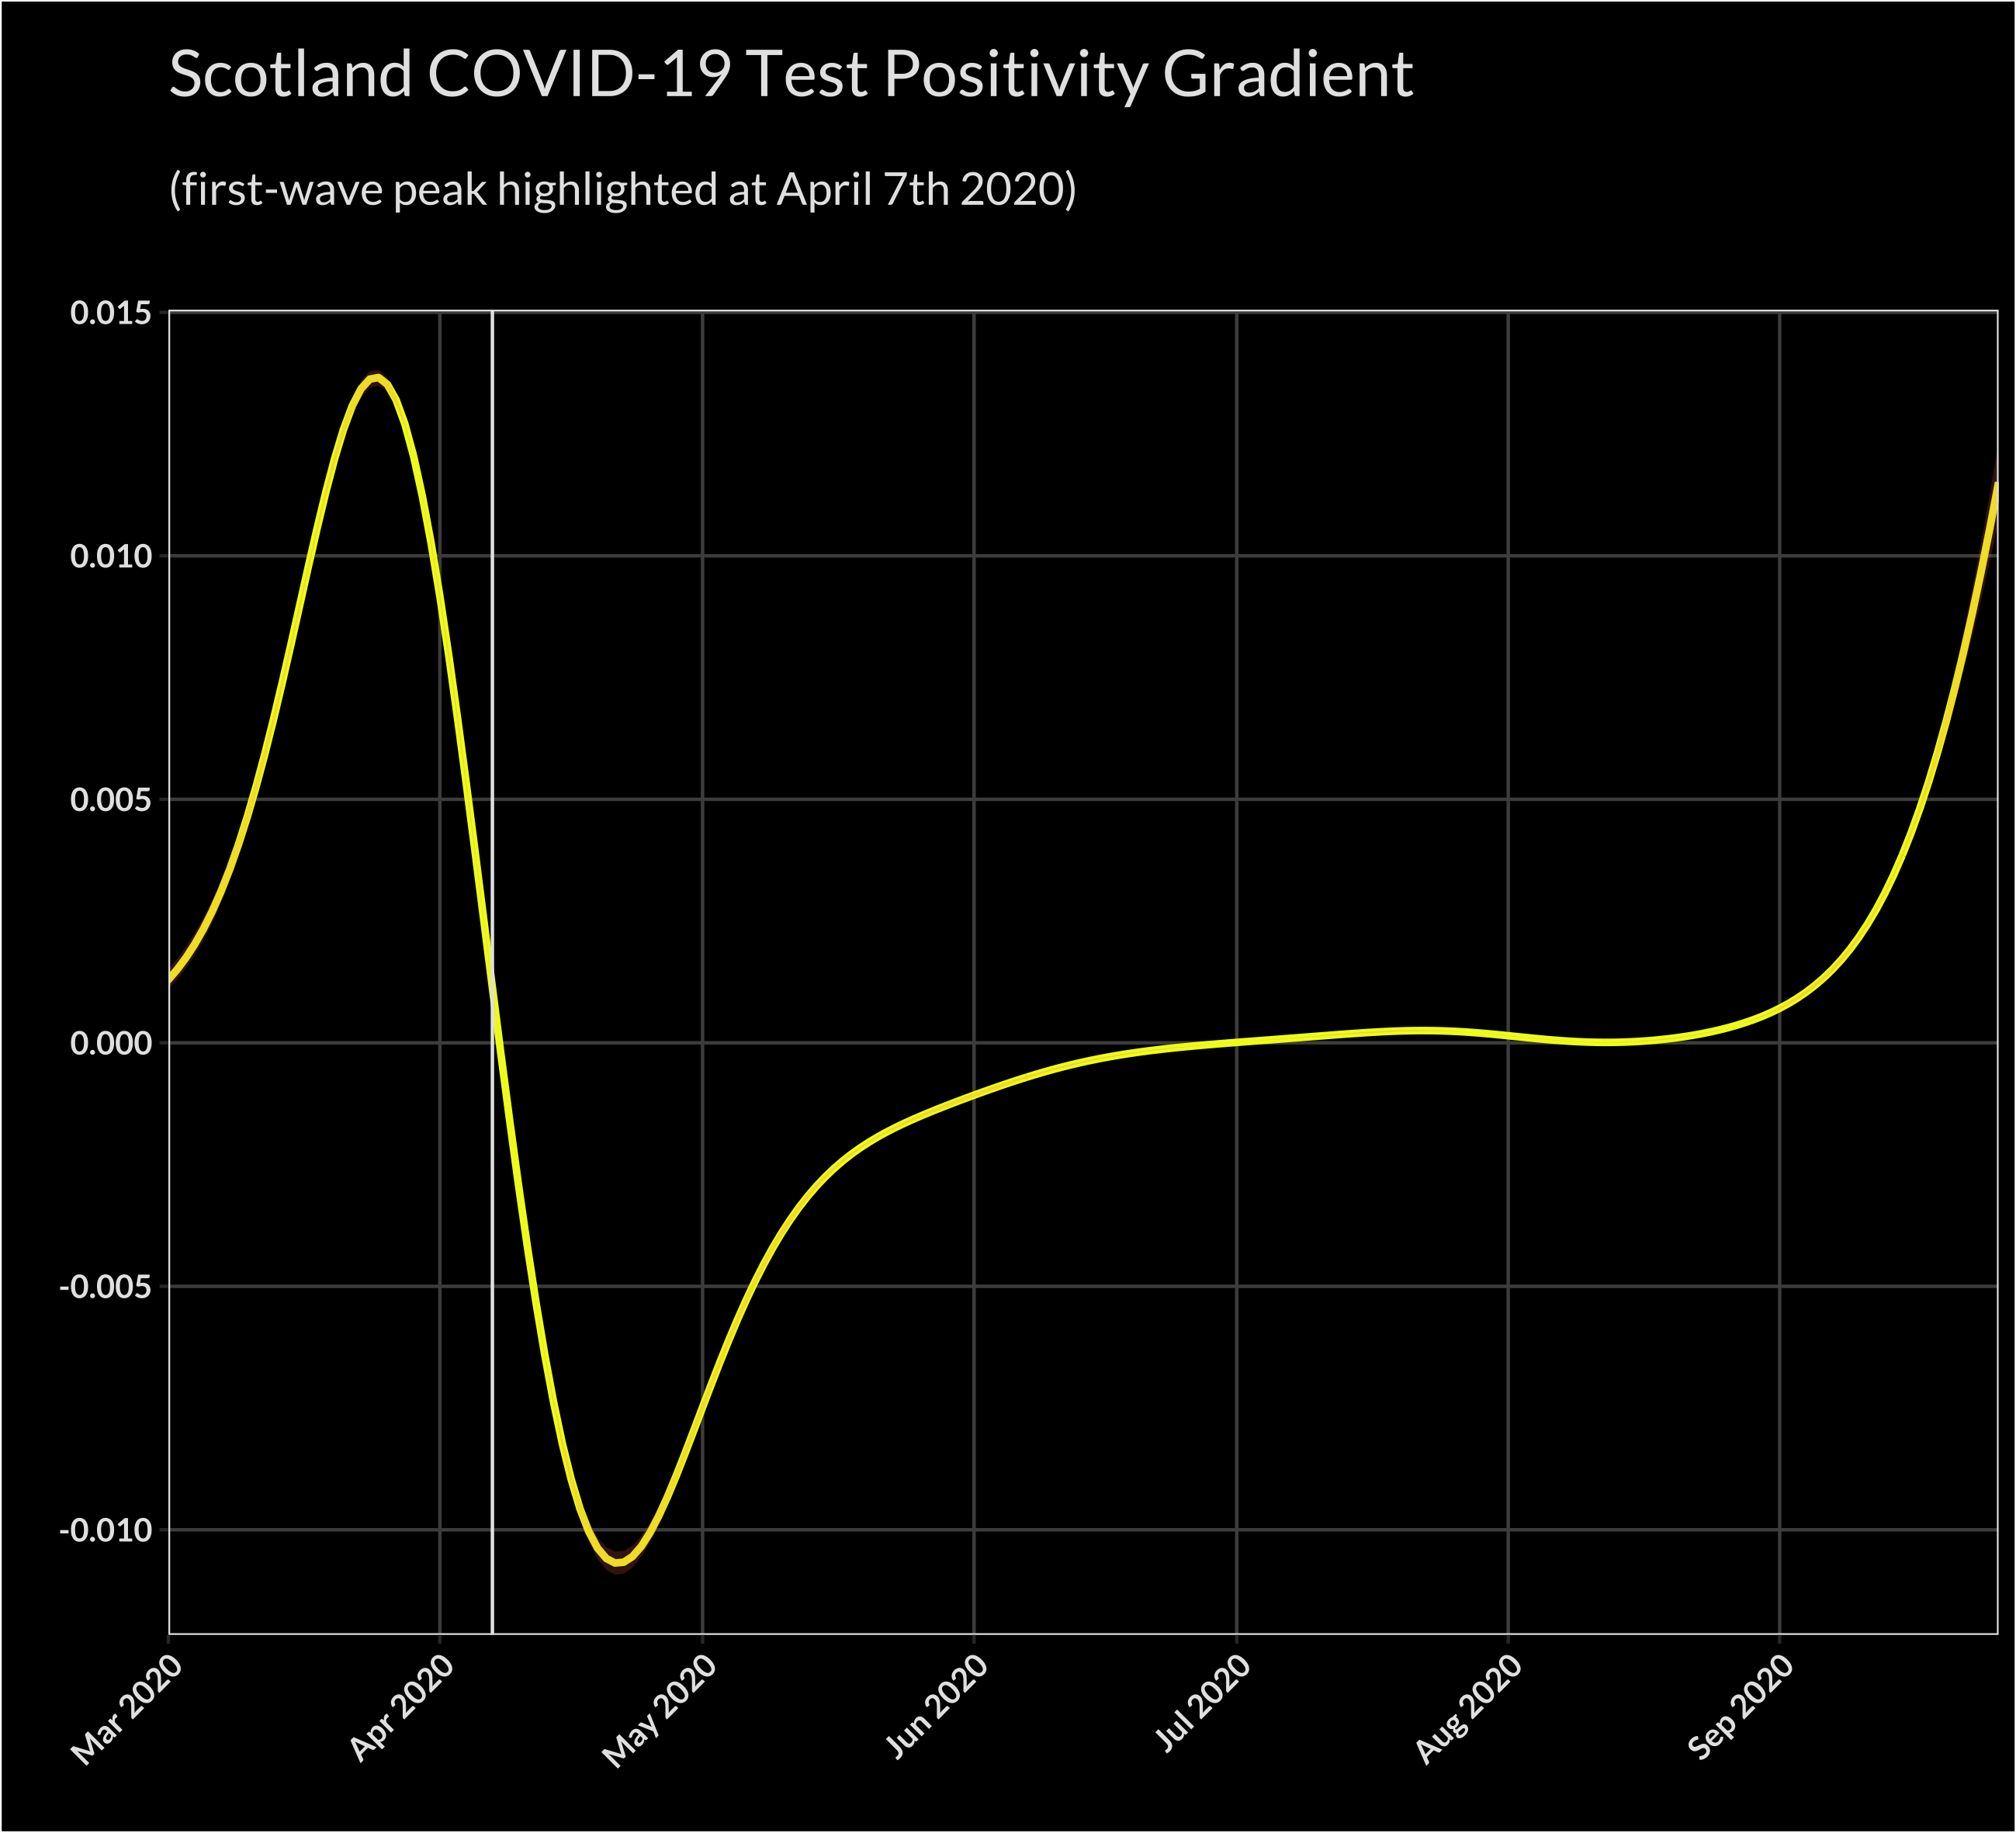 Scotland COVID-19 Test Positivity Gradient
(first-wave peak highlighted at April 7th 2020)
0.015
0.010
0.005
0.000
-0.005
-0.010
Mar 2020
Apr 2020
May 2020
Jun 2020
Jul 2020
Aug 2020
Sep 2020